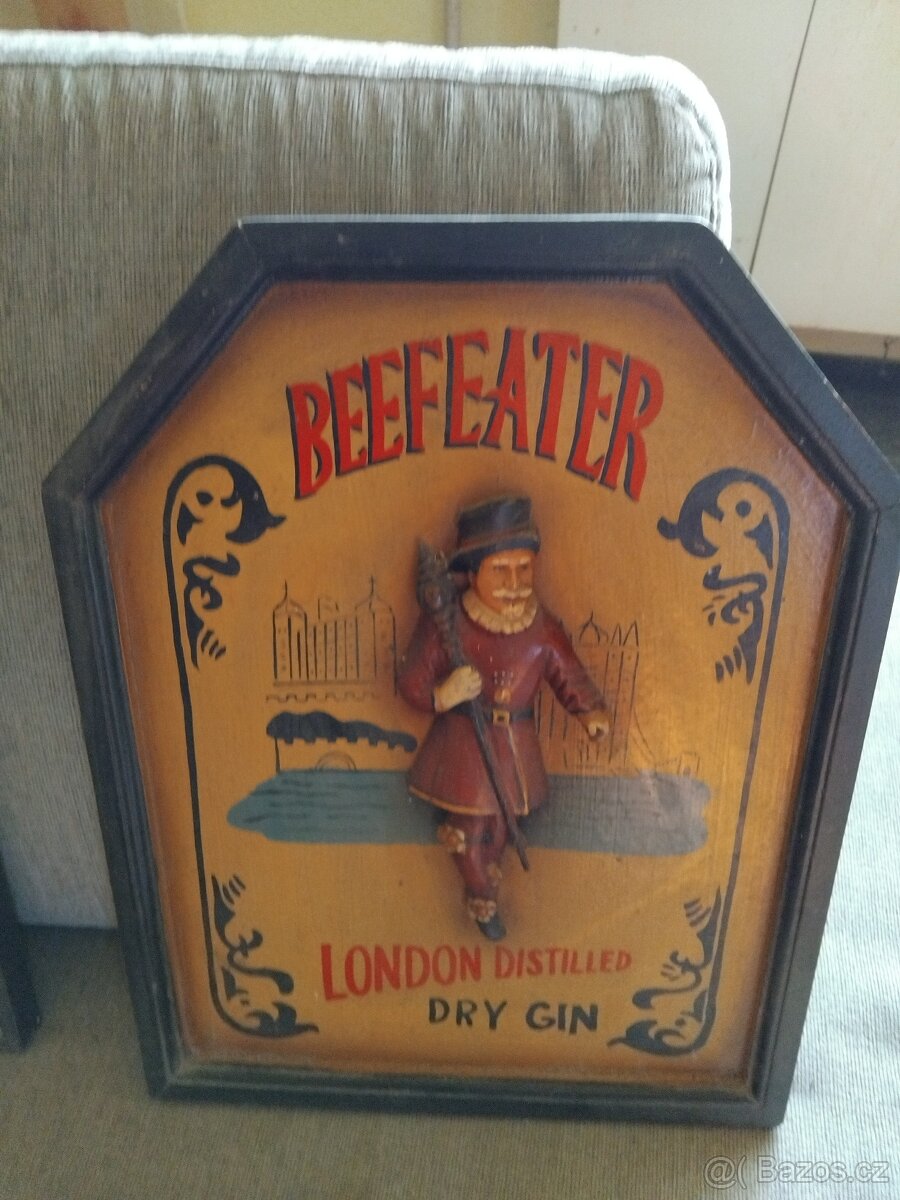 BEEFEATER
LONDON DISTILLED
DRY GIN
@( Bazos.cz